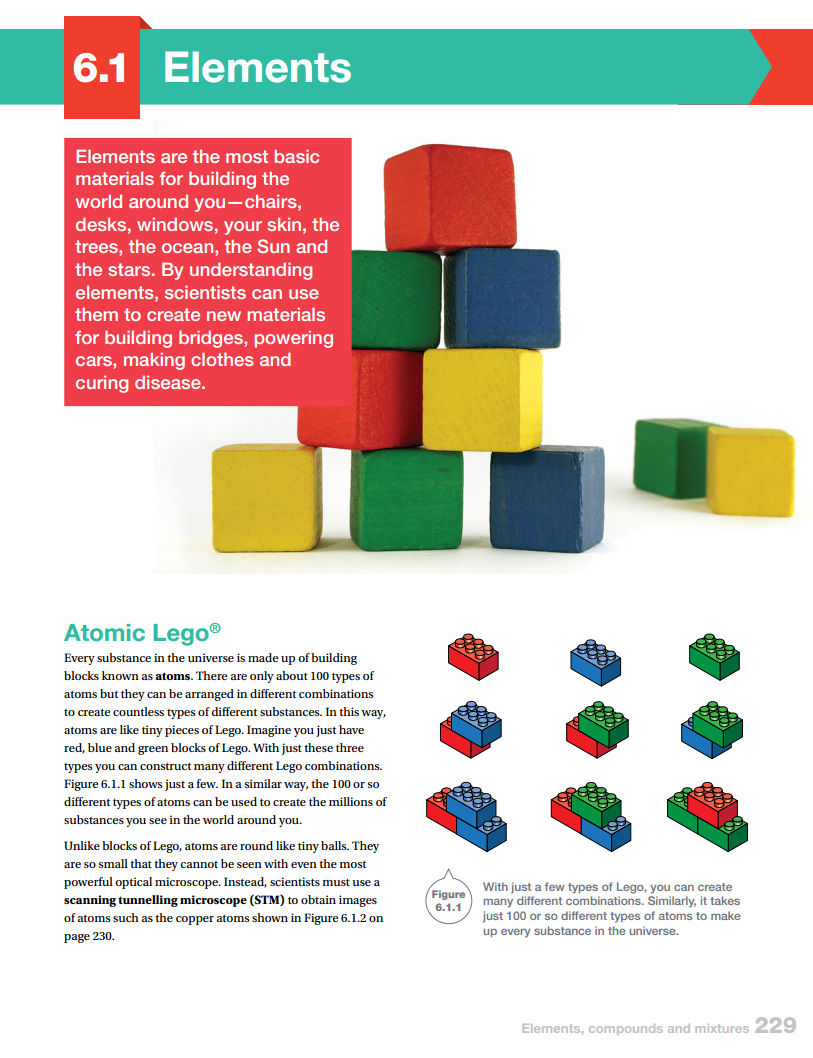 6.1 Elements
Elements are the most basic
materials for building the
world around you—chairs,
desks, windows, your skin, the
trees, the ocean, the Sun and
the stars. By understanding
elements, scientists can use
them to create new materials
for building bridges, powering
cars, making clothes and
curing disease.
Atomic Lego®
Every substance in the universe is made up of building
blocks known as atoms. There are only about 100 types of
atoms but they can be arranged in different combinations
to create countless types of different substances. In this way,
atoms are like tiny pieces of Lego. Imagine you just have
red, blue and green blocks of Lego. With just these three
types you can construct many different Lego combinations.
Figure 6.1.1 shows just a few. In a similar way, the 100 or so
different types of atoms can be used to create the millions of
substances you see in the world around you.
Unlike blocks of Lego, atoms are round like tiny balls. They
are so small that they cannot be seen with even the most
powerful optical microscope. Instead, scientists must use a
scanning tunnelling microscope (STM) to obtain images
of atoms such as the copper atoms shown in Figure 6.1.2 on
page 230.
Figure
6.1.1
With just a few types of Lego, you can create
many different combinations. Similarly, it takes
just 100 or so different types of atoms to make
up every substance in the universe.
Elements, compounds and mixtures 229